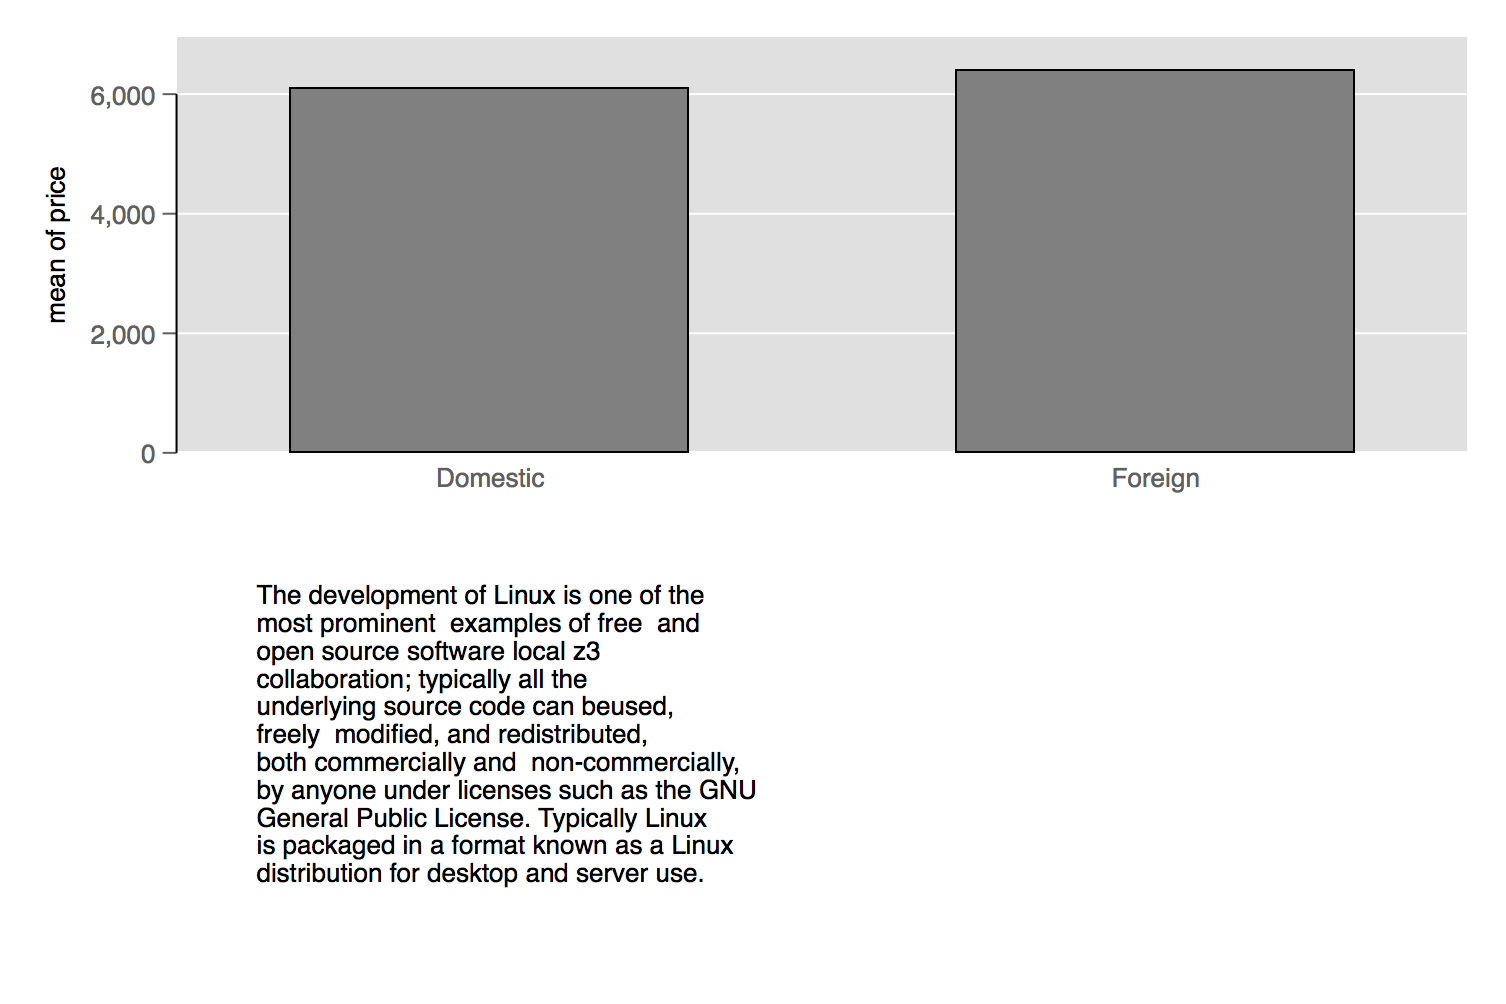 6,000
4,000
2,000
0
mean of price
Domestic
Foreign
The development of Linux is one of the
most prominent  examples of free  and
open source software local z3
collaboration; typically all the
underlying source code can beused,
freely  modified, and redistributed,
both commercially and  non-commercially,
by anyone under licenses such as the GNU
General Public License. Typically Linux
is packaged in a format known as a Linux
distribution for desktop and server use.